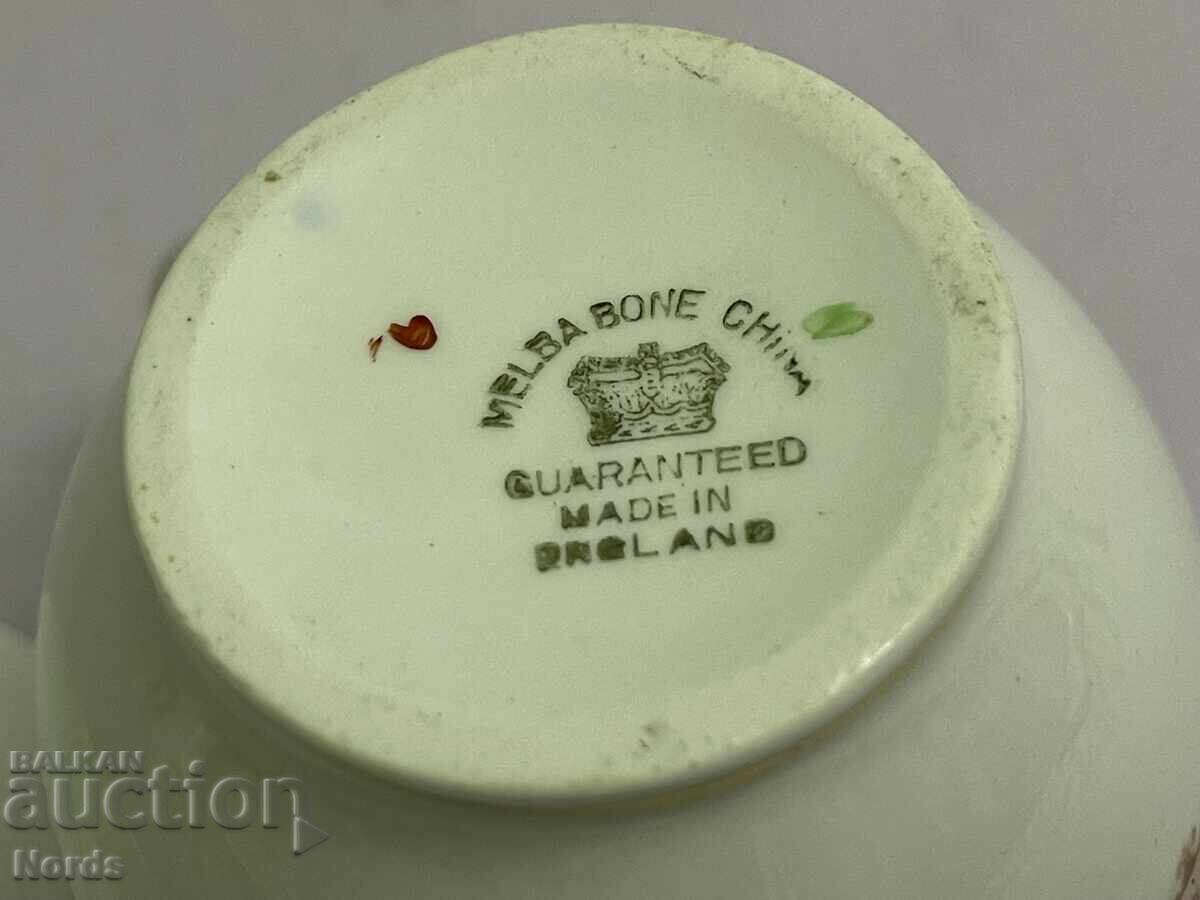 MELBA BONE CHINA
GUARANTEED
MADE IN
ENGLAND
BALKAN
auction
Nords